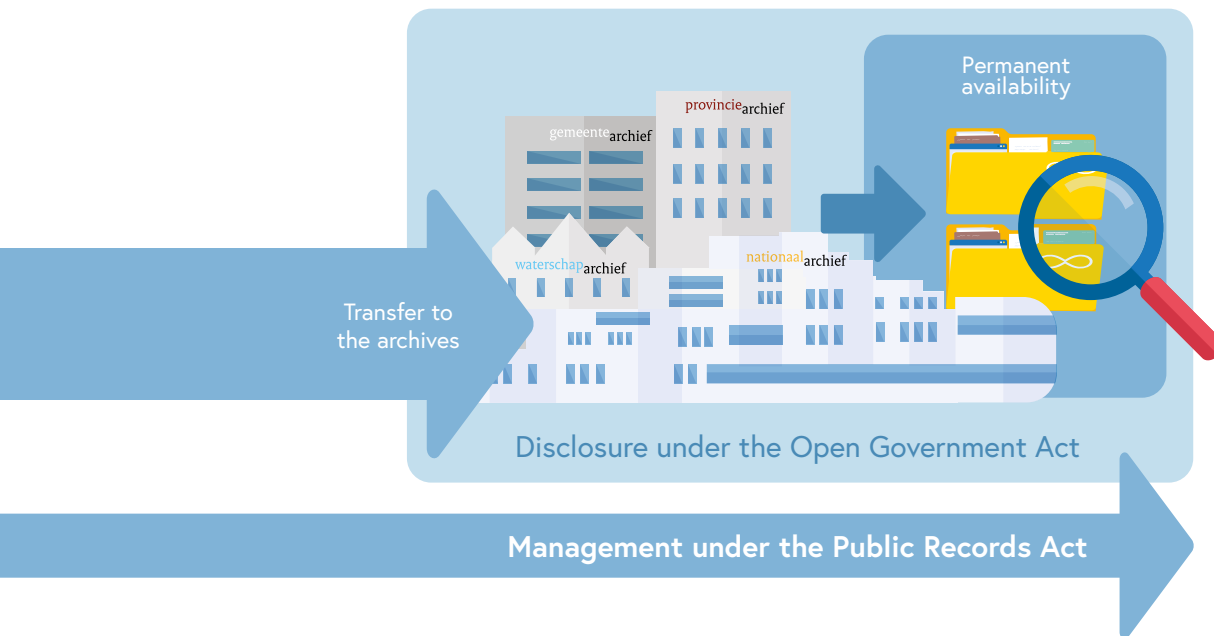 Permanent
availability
provinciearchief
gemeentearchief
nationaalarchief
waterschaparchief
Transfer to
the archives
Disclosure under the Open Government Act
Management under the Public Records Act